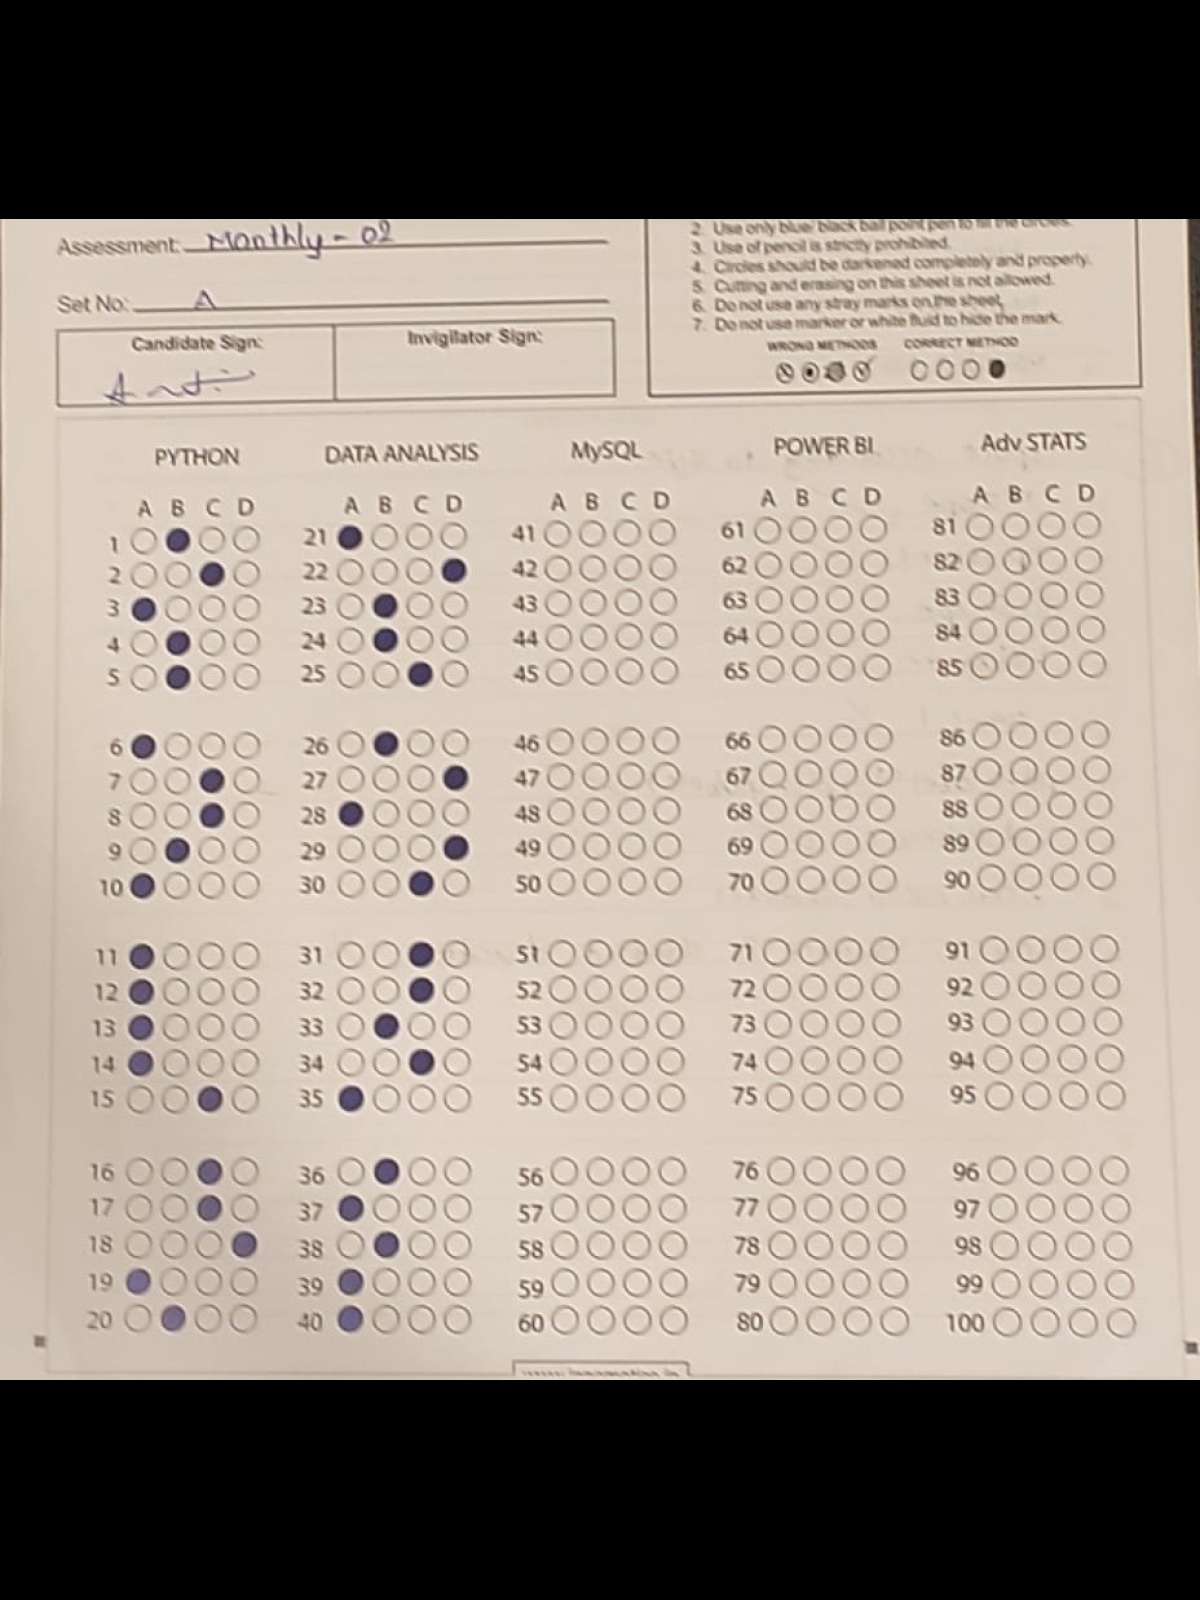 Assessment: Monthly - 02
Set No: A
Candidate Sign:
Invigilator Sign:
2. Use only blue/ black ball point pen to fill the circles.
3. Use of pencil is strictly prohibited.
4. Circles should be darkened completely and properly.
5. Cutting and erasing on this sheet is not allowed.
6. Do not use any stray marks on the sheet.
7. Do not use marker or white fluid to hide the mark.
WRONG METHODS CORRECT METHOD
PYTHON DATA ANALYSIS MySQL POWER BI Adv STATS
A B C D A B C D A B C D A B C D A B C D
1 21 41 61 81
2 22 42 62 82
3 23 43 63 83
4 24 44 64 84
5 25 45 65 85
6 26 46 66 86
7 27 47 67 87
8 28 48 68 88
9 29 49 69 89
10 30 50 70 90
11 31 51 71 91
12 32 52 72 92
13 33 53 73 93
14 34 54 74 94
15 35 55 75 95
16 36 56 76 96
17 37 57 77 97
18 38 58 78 98
19 39 59 79 99
20 40 60 80 100